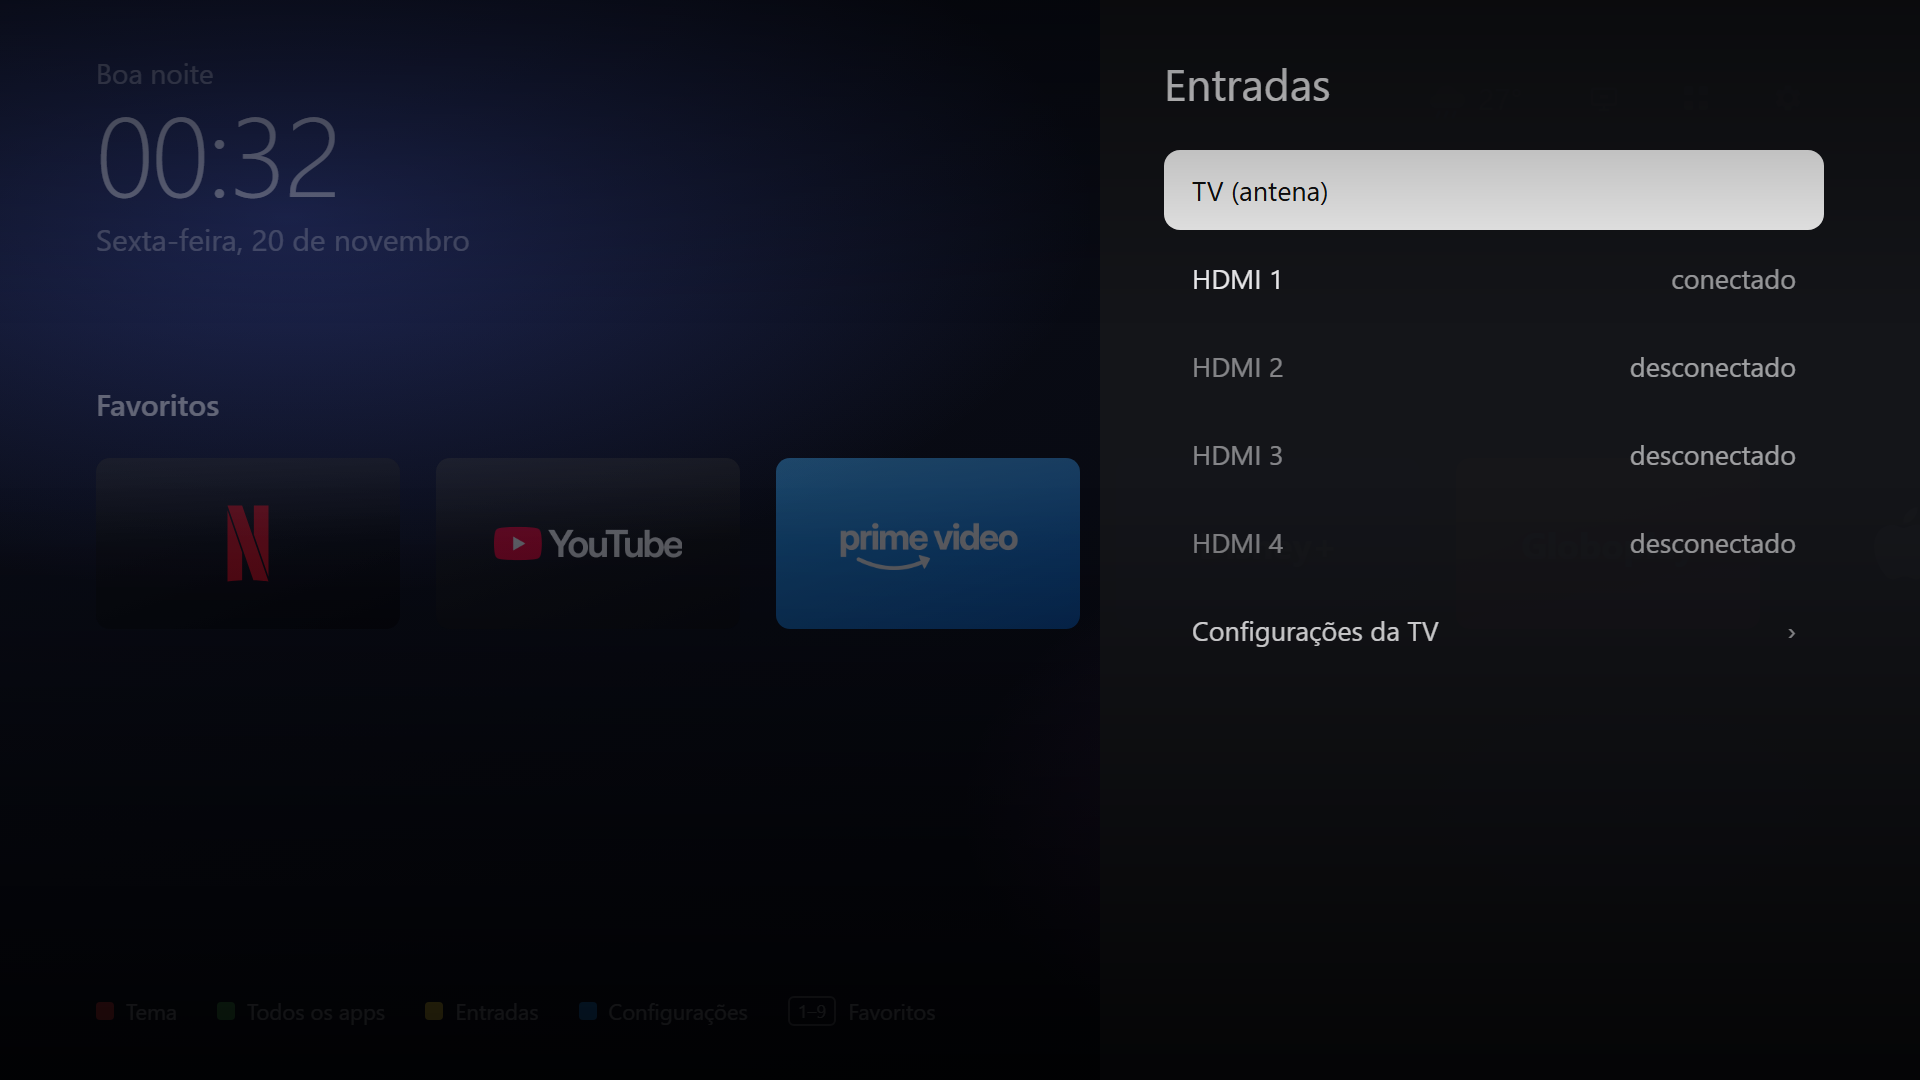 Boa noite
00:32
Sexta-feira, 20 de novembro
Favoritos
N
YouTube
prime video
Tema
Todos os apps
Entradas
Configurações
1–9
Favoritos
Entradas
TV (antena)
HDMI 1 conectado
HDMI 2 desconectado
HDMI 3 desconectado
HDMI 4 desconectado
Configurações da TV ›